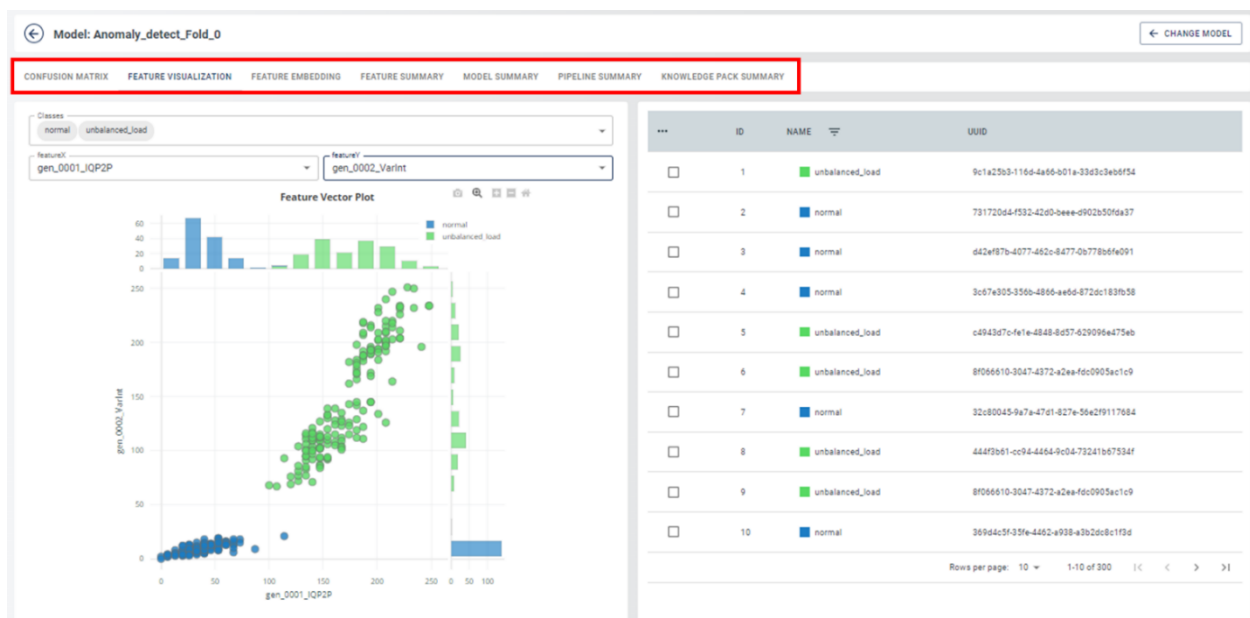 Model: Anomaly_detect_Fold_0
CHANGE MODEL
CONFUSION MATRIX FEATURE VISUALIZATION FEATURE EMBEDDING FEATURE SUMMARY MODEL SUMMARY PIPELINE SUMMARY KNOWLEDGE PACK SUMMARY
Classes
normal unbalanced_load
featureX
gen_0001_IQP2P
featureY
gen_0002_VarInt
Feature Vector Plot
normal
unbalanced_load
60
40
20
0
250
200
150
100
50
0
gen_0002_VarInt
0 50 100 150 200 250 0 50 100
gen_0001_IQP2P
ID NAME UUID
1 unbalanced_load 9c1a25b3-116d-4a66-b01a-33d3c3eb6f54
2 normal 731720d4-f532-42d0-beee-d902b50fda37
3 normal d42ef87b-4077-462c-8477-0b778b6fe091
4 normal 3c67e305-356b-4866-ae6d-872dc183fb58
5 unbalanced_load c4943d7c-fe1e-4848-8d57-629096e475eb
6 unbalanced_load 8f066610-3047-4372-a2ea-fdc0905ac1c9
7 normal 32c80045-9a7a-47d1-827e-56e2f9117684
8 unbalanced_load 444f3b61-cc94-4464-9c04-73241b67534f
9 unbalanced_load 8f066610-3047-4372-a2ea-fdc0905ac1c9
10 normal 369d4c5f-35fe-4462-a938-a3b2dc8c1f3d
Rows per page: 10 1-10 of 300